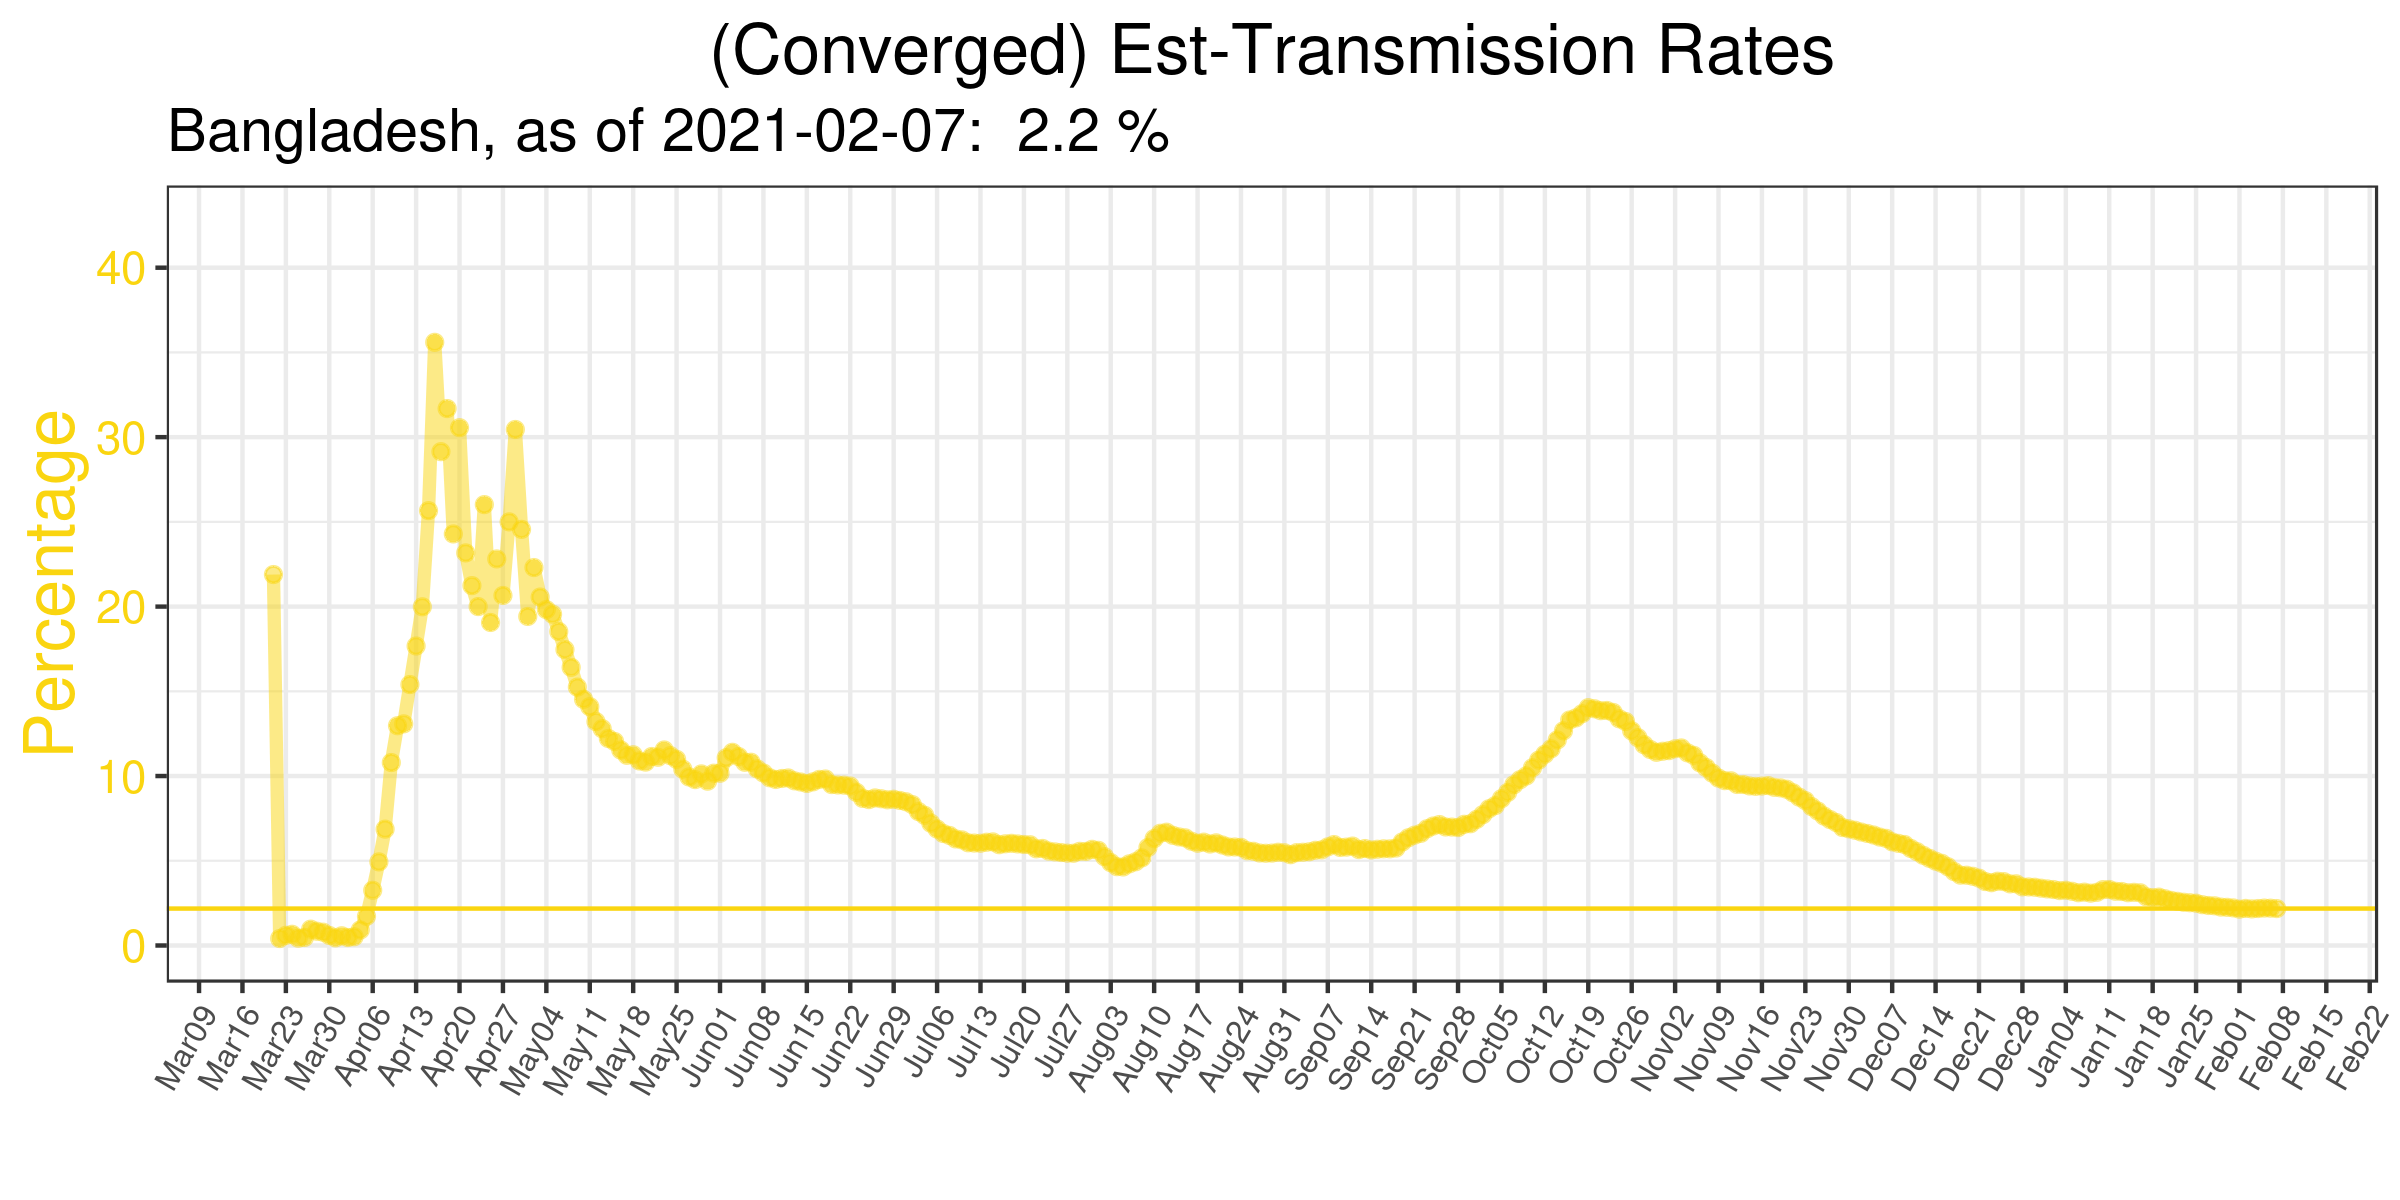 (Converged) Est-Transmission Rates
Bangladesh, as of 2021-02-07:  2.2 %
Percentage
40
30
20
10
0
Mar09
Mar16
Mar23
Mar30
Apr06
Apr13
Apr20
Apr27
May04
May11
May18
May25
Jun01
Jun08
Jun15
Jun22
Jun29
Jul06
Jul13
Jul20
Jul27
Aug03
Aug10
Aug17
Aug24
Aug31
Sep07
Sep14
Sep21
Sep28
Oct05
Oct12
Oct19
Oct26
Nov02
Nov09
Nov16
Nov23
Nov30
Dec07
Dec14
Dec21
Dec28
Jan04
Jan11
Jan18
Jan25
Feb01
Feb08
Feb15
Feb22